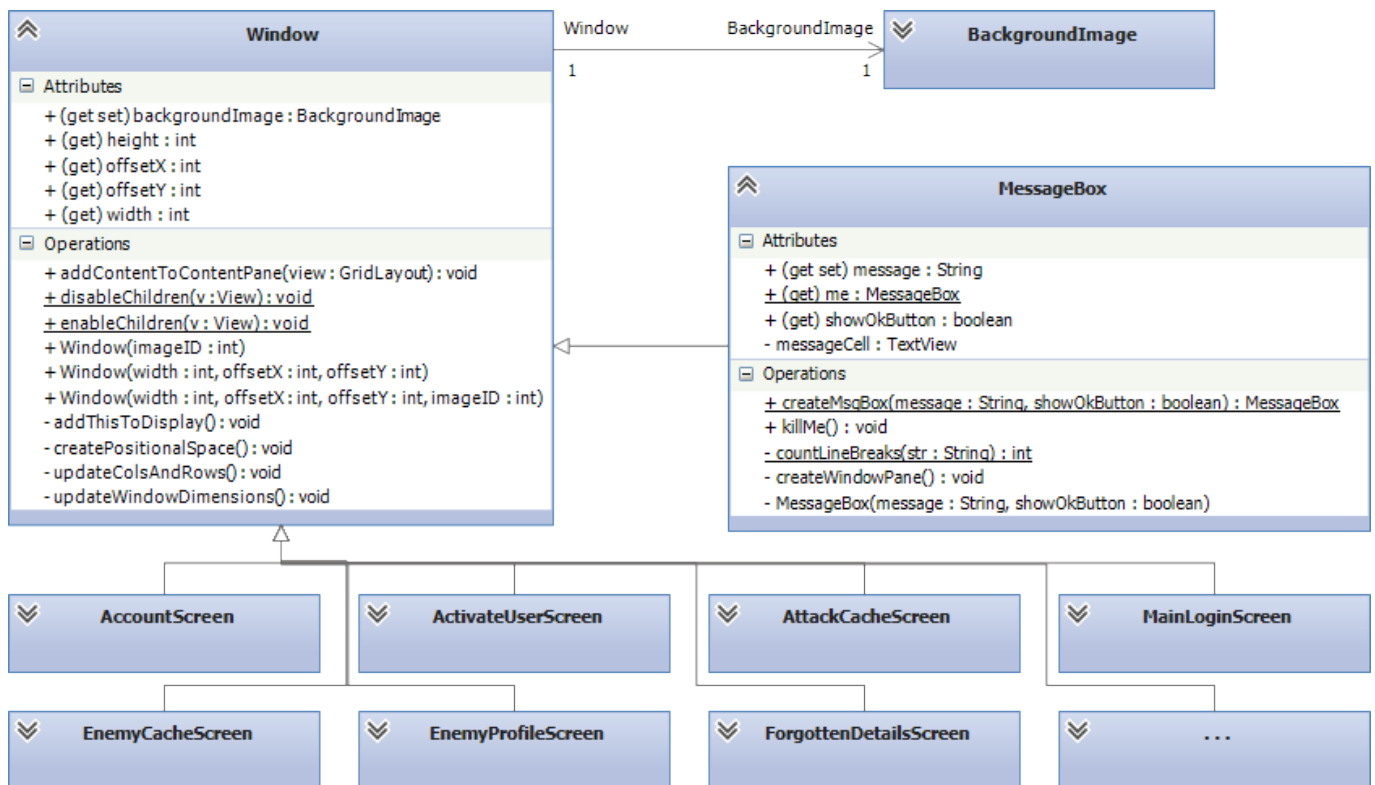 Window
Attributes
+ (get set) backgroundImage : BackgroundImage
+ (get) height : int
+ (get) offsetX : int
+ (get) offsetY : int
+ (get) width : int
Operations
+ addContentToContentPane(view : GridLayout) : void
+ disableChildren(v : View) : void
+ enableChildren(v : View) : void
+ Window(imageID : int)
+ Window(width : int, offsetX : int, offsetY : int)
+ Window(width : int, offsetX : int, offsetY : int, imageID : int)
- addThisToDisplay() : void
- createPositionalSpace() : void
- updateColsAndRows() : void
- updateWindowDimensions() : void
Window BackgroundImage
1 1
BackgroundImage
MessageBox
Attributes
+ (get set) message : String
+ (get) me : MessageBox
+ (get) showOkButton : boolean
- messageCell : TextView
Operations
+ createMsgBox(message : String, showOkButton : boolean) : MessageBox
+ killMe() : void
- countLineBreaks(str : String) : int
- createWindowPane() : void
- MessageBox(message : String, showOkButton : boolean)
AccountScreen
ActivateUserScreen
AttackCacheScreen
MainLoginScreen
EnemyCacheScreen
EnemyProfileScreen
ForgottenDetailsScreen
...